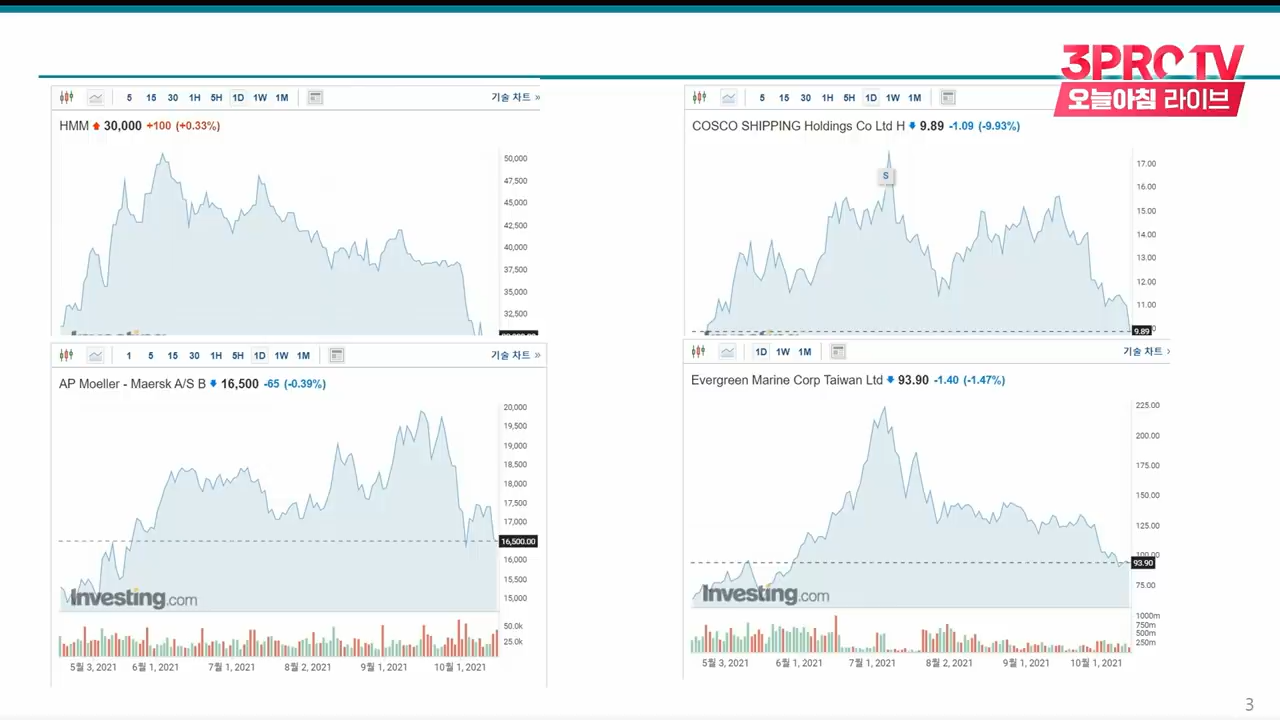 3PRO TV
오늘아침 라이브
5 15 30 1H 5H 1D 1W 1M
기술 차트 »
HMM 30,000 +100 (+0.33%)
50,000
47,500
45,000
42,500
40,000
37,500
35,000
32,500
5 15 30 1H 5H 1D 1W 1M
COSCO SHIPPING Holdings Co Ltd H 9.89 -1.09 (-9.93%)
S
17.00
16.00
15.00
14.00
13.00
12.00
11.00
9.89
1 5 15 30 1H 5H 1D 1W 1M
기술 차트 »
AP Moeller - Maersk A/S B 16,500 -65 (-0.39%)
20,000
19,500
19,000
18,500
18,000
17,500
17,000
16,500.00
16,000
15,500
15,000
Investing.com
50.0k
25.0k
5월 3, 2021 6월 1, 2021 7월 1, 2021 8월 2, 2021 9월 1, 2021 10월 1, 2021
1D 1W 1M
기술 차트
Evergreen Marine Corp Taiwan Ltd 93.90 -1.40 (-1.47%)
225.00
200.00
175.00
150.00
125.00
100.00
93.90
75.00
Investing.com
1000m
750m
500m
250m
5월 3, 2021 6월 1, 2021 7월 1, 2021 8월 2, 2021 9월 1, 2021 10월 1, 2021
3